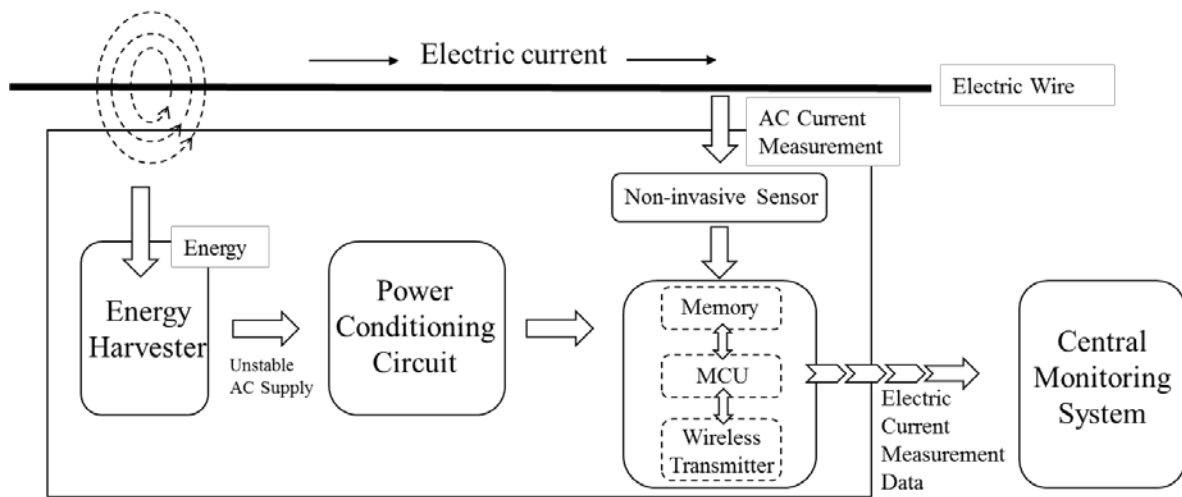 Electric current
Electric Wire
AC Current
Measurement
Non-invasive Sensor
Energy
Energy
Harvester
Unstable
AC Supply
Power
Conditioning
Circuit
Memory
MCU
Wireless
Transmitter
Electric
Current
Measurement
Data
Central
Monitoring
System